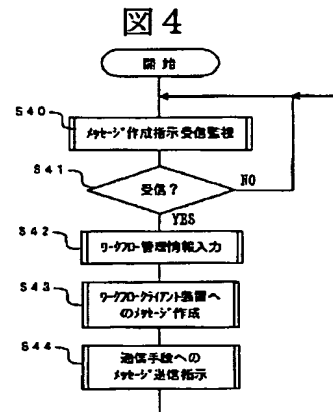 図4
開始
S40
メッセージ作成指示受信監視
S41
受信?
NO
YES
S42
ワークフロー管理情報入力
S43
ワークフロークライアント装置へ
のメッセージ作成
S44
通信手段への
メッセージ送信指示